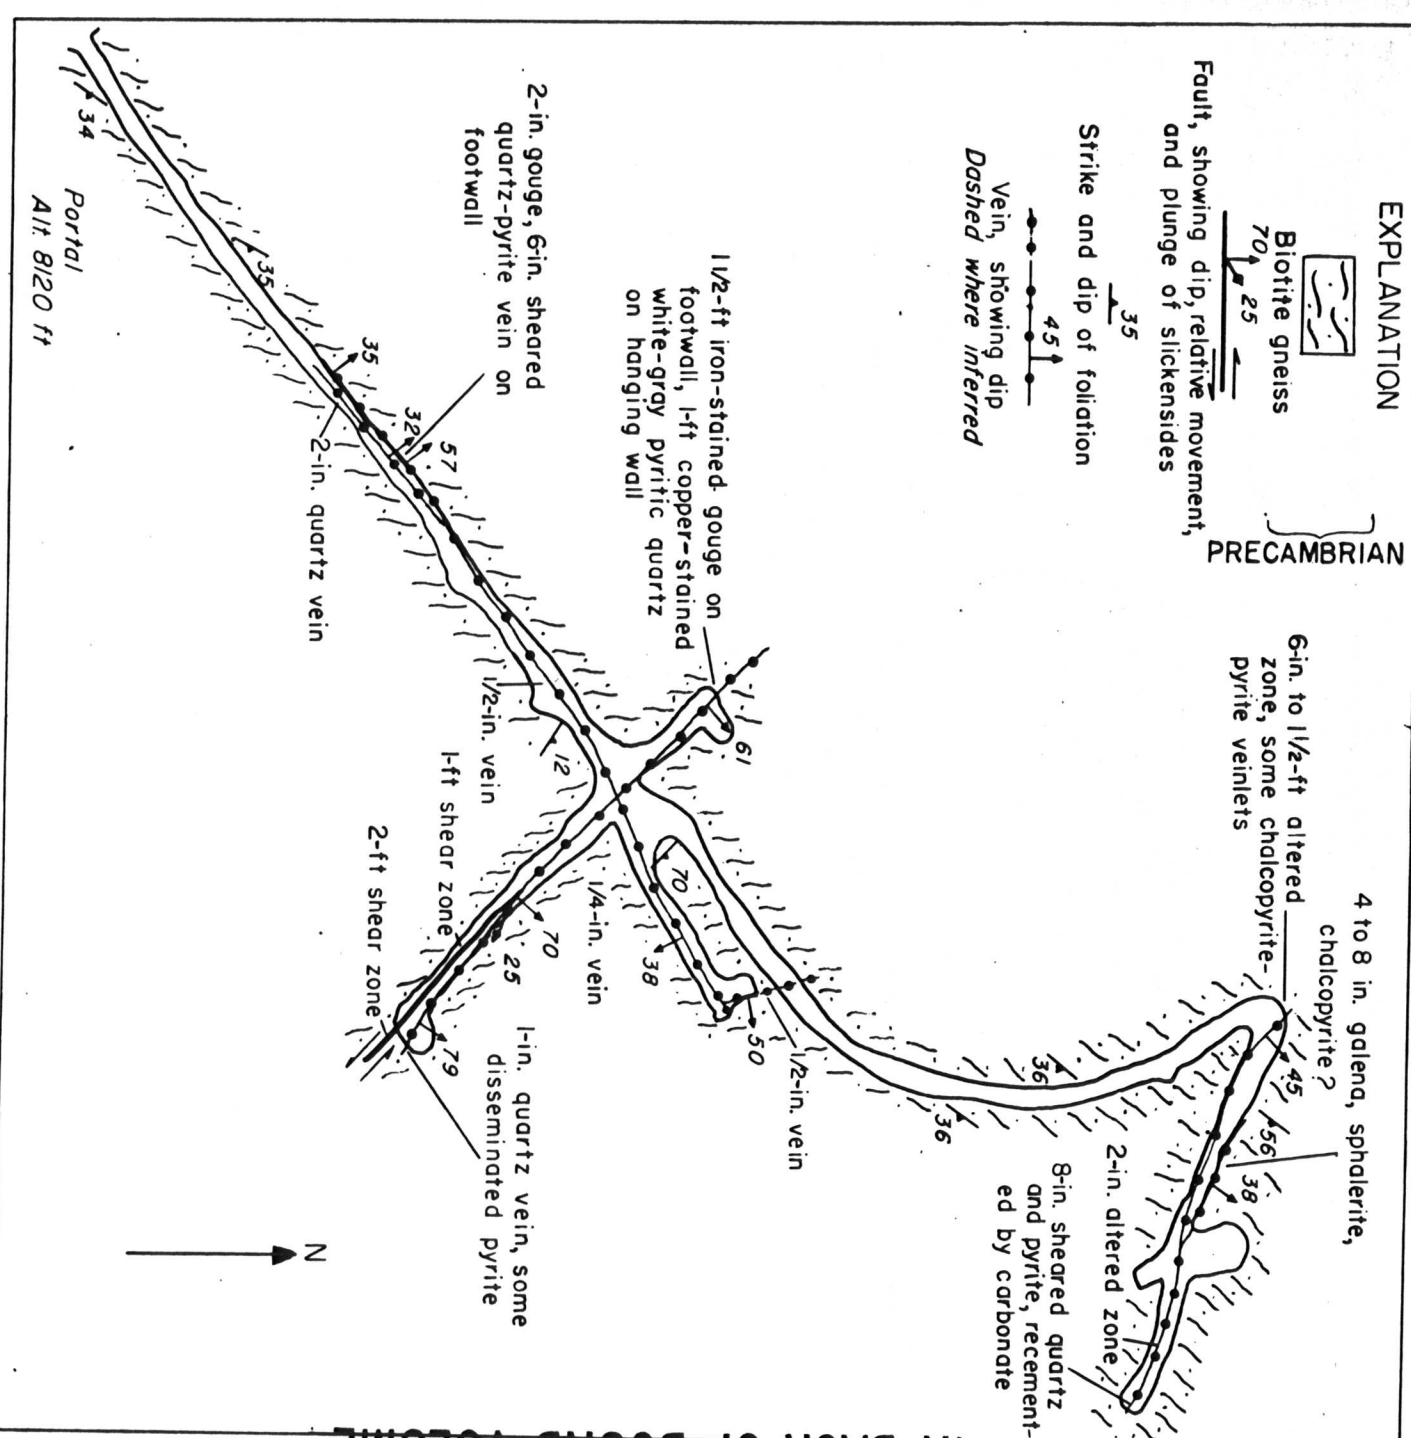 EXPLANATION
Biotite gneiss
PRECAMBRIAN
70
25
Fault, showing dip, relative movement,
and plunge of slickensides
35
Strike and dip of foliation
45
Vein, showing dip
Dashed where inferred
4 to 8 in. galena, sphalerite,
chalcopyrite?
6-in. to 1 1/2-ft altered
zone, some chalcopyrite-
pyrite veinlets
45
56
38
2-in. altered zone
8-in. sheared quartz
and pyrite, recement-
ed by carbonate
36
36
1 1/2-ft iron-stained gouge on
footwall, 1-ft copper-stained
white-gray pyritic quartz
on hanging wall
61
70
38
50
1/2-in. vein
1/4-in. vein
2-in. gouge, 6-in. sheared
quartz-pyrite vein on
footwall
57
32
35
2-in. quartz vein
1/2-in. vein
12
1-ft shear zone
2-ft shear zone
70
25
79
1-in. quartz vein, some
disseminated pyrite
35
34
Portal
Alt. 8120 ft
N